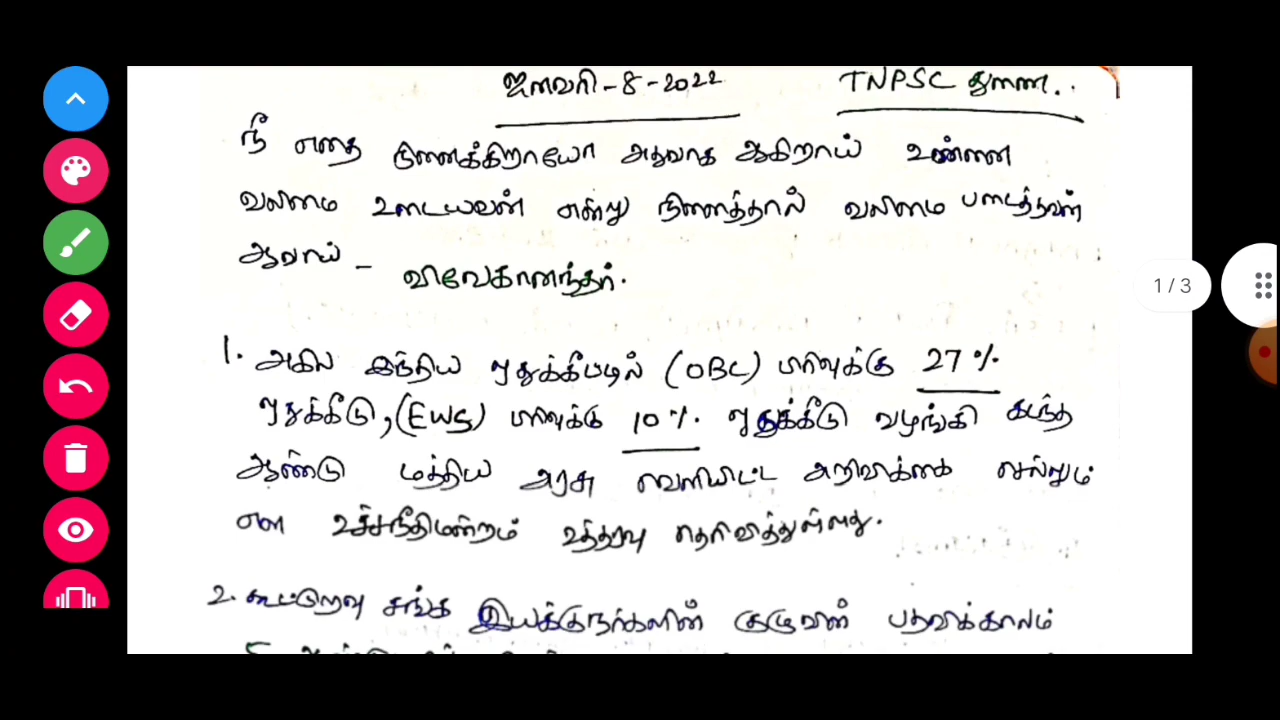 ஜனவரி - 8 - 2022 TNPSC துணை..
நீ எதை நினைக்கிறாயோ அதுவாக ஆகிறாய் உன்னை
வலிமை உடையவன் என்று நினைத்தால் வலிமை படைத்தவன்
ஆவாய் - விவேகானந்தர்.
1. அகில இந்திய ஒதுக்கீட்டில் (OBC) பிரிவுக்கு 27%
ஒதுக்கீடு, (EWS) பிரிவுக்கு 10% ஒதுக்கீடு வழங்கி கடந்த
ஆண்டு மத்திய அரசு வெளியிட்ட அறிவிக்கை செல்லும்
என உச்சநீதிமன்றம் உத்தரவு தெரிவித்துள்ளது.
2. கூட்டுறவு சங்க இயக்குநர்களின் குழுவின் பதவிக்காலம்
1 / 3